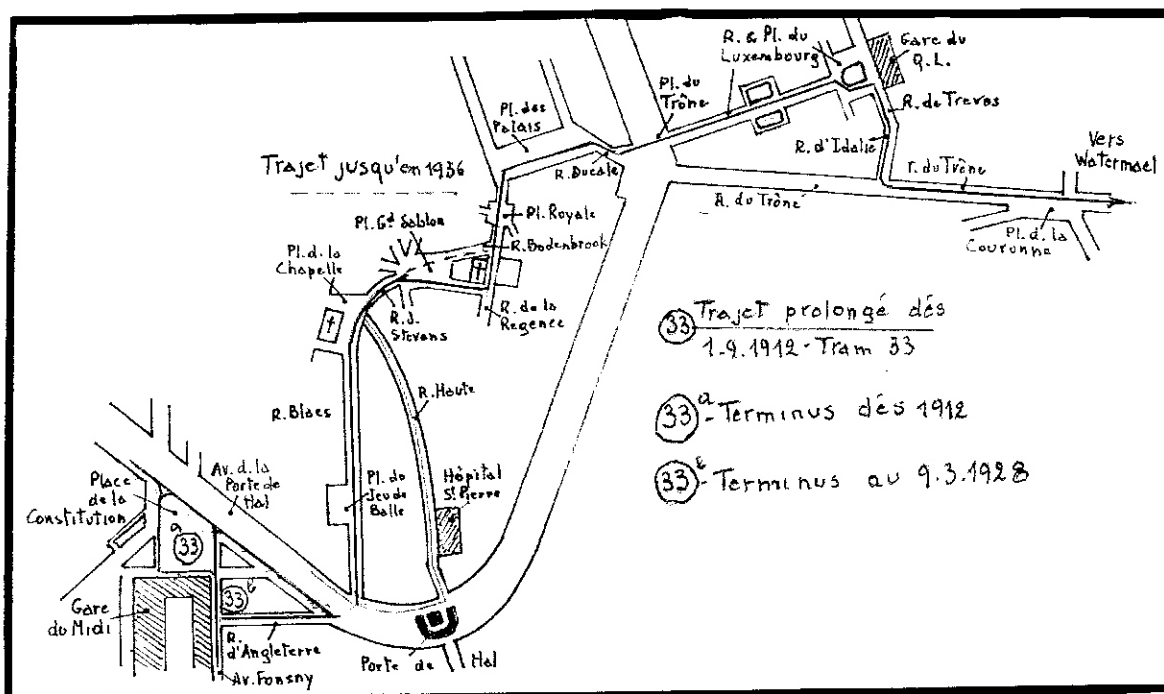 R. & Pl. du
Luxembourg
Gare du
Q.L.
Pl. du
Trône
Pl. des
Palais
R. de Treves
Vers
Watermael
R. d'Idalie
r. du Trône
Trajet jusqu'en 1936
R. Ducale
R. du Trône
Pl. d. la
Couronne
Pl. Royale
Pl. Gd Sablon
R. Bodenbrook
Pl. d. la
Chapelle
R. J.
Stevens
R. de la
Regence
33 Trajet prolongé dés
1.9.1912 - Tram 33
33a - Terminus dés 1912
33b - Terminus au 9.3.1928
R. Haute
R. Blaes
Av. d. la
Porte de
Hal
Place
de la
Constitution
Pl. du
Jeu de
Balle
Hôpital
St. Pierre
33a
33b
Gare
du Midi
R.
d'Angleterre
Av. Fonsny
Porte de Hal